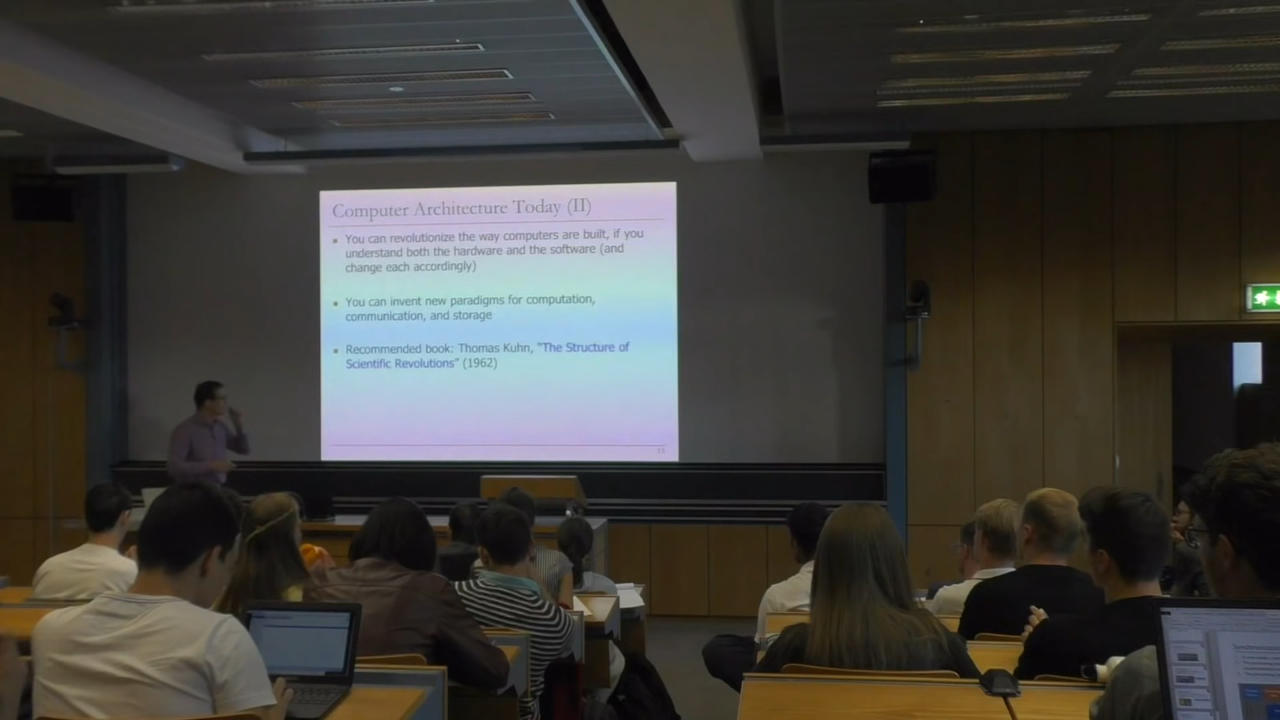 Computer Architecture Today (II)
You can revolutionize the way computers are built, if you
understand both the hardware and the software (and
change each accordingly)
You can invent new paradigms for computation,
communication, and storage
Recommended book: Thomas Kuhn, "The Structure of
Scientific Revolutions" (1962)